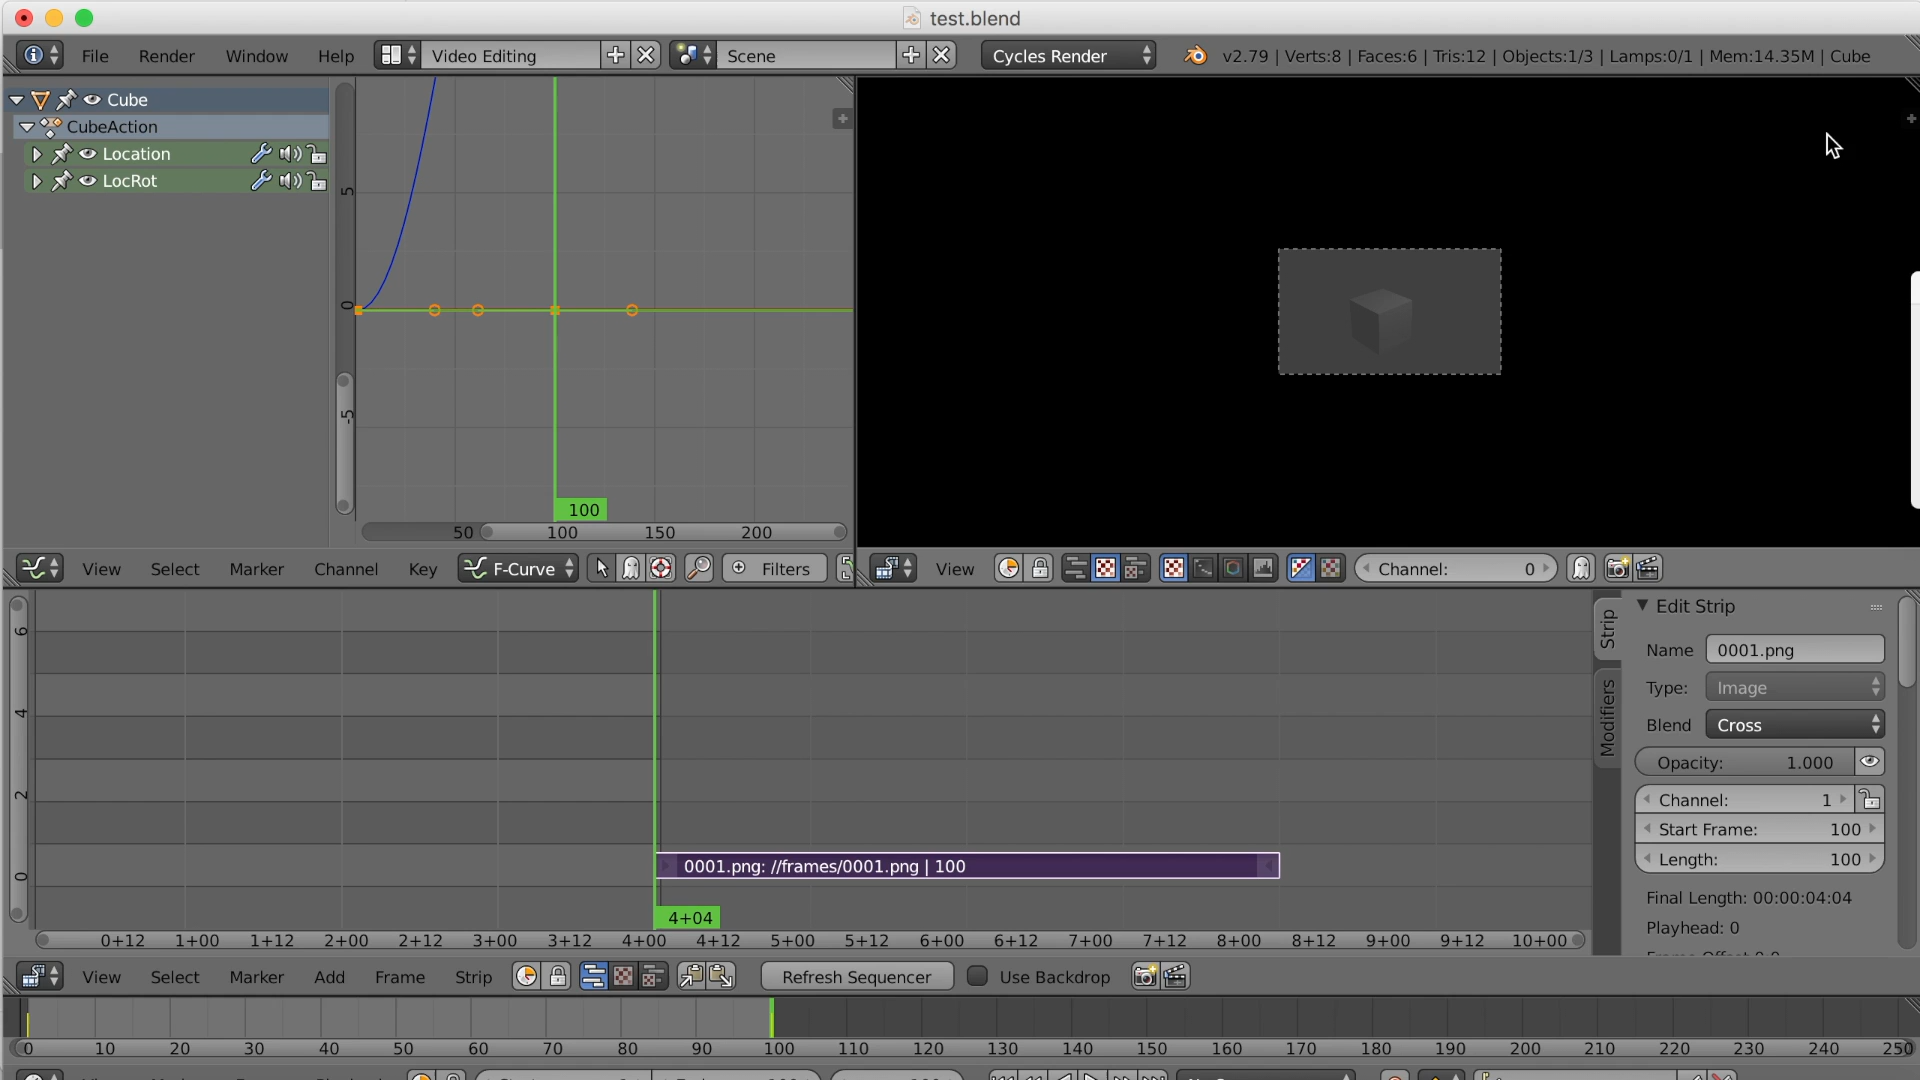 test.blend
File Render Window Help Video Editing Scene Cycles Render v2.79 | Verts:8 | Faces:6 | Tris:12 | Objects:1/3 | Lamps:0/1 | Mem:14.35M | Cube
Cube
CubeAction
Location
LocRot
5
0
-5
100
50 100 150 200
View Select Marker Channel Key F-Curve Filters
View Channel: 0
6
4
2
0
0001.png: //frames/0001.png | 100
4+04
0+12 1+00 1+12 2+00 2+12 3+00 3+12 4+00 4+12 5+00 5+12 6+00 6+12 7+00 7+12 8+00 8+12 9+00 9+12 10+00
Strip
Modifiers
Edit Strip
Name 0001.png
Type: Image
Blend Cross
Opacity: 1.000
Channel: 1
Start Frame: 100
Length: 100
Final Length: 00:00:04:04
Playhead: 0
View Select Marker Add Frame Strip Refresh Sequencer Use Backdrop
0 10 20 30 40 50 60 70 80 90 100 110 120 130 140 150 160 170 180 190 200 210 220 230 240 250